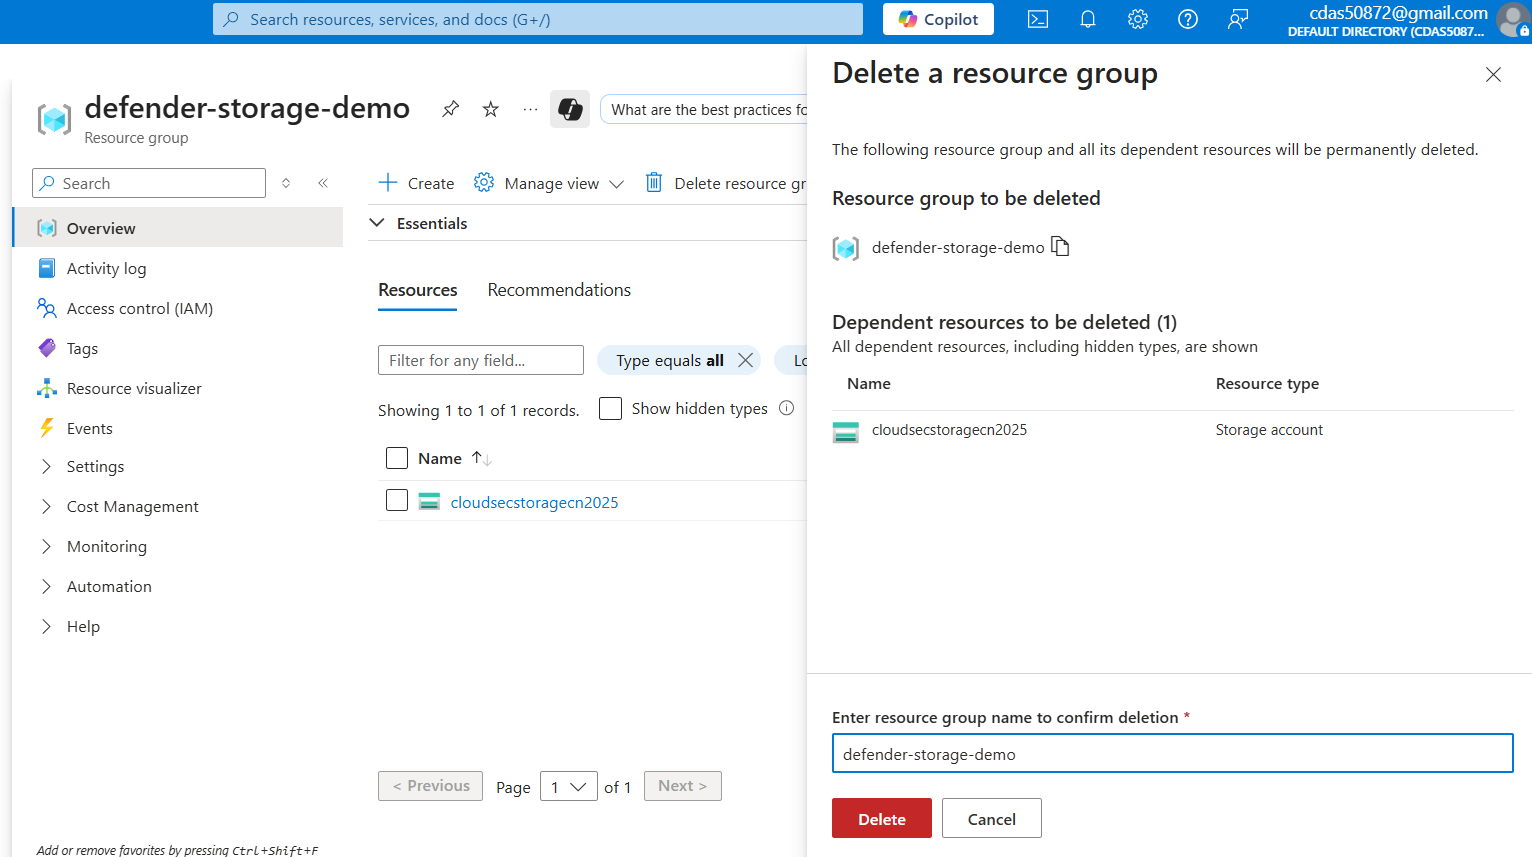 Search resources, services, and docs (G+/)
Copilot
cdas50872@gmail.com
DEFAULT DIRECTORY (CDAS5087...
defender-storage-demo
Resource group
What are the best practices fo
Search
Overview
Activity log
Access control (IAM)
Tags
Resource visualizer
Events
Settings
Cost Management
Monitoring
Automation
Help
Add or remove favorites by pressing Ctrl+Shift+F
Create
Manage view
Delete resource gr
Essentials
Resources
Recommendations
Filter for any field...
Type equals all
Lo
Showing 1 to 1 of 1 records.
Show hidden types
Name
cloudsecstoragecn2025
< Previous
Page
1
of 1
Next >
Delete a resource group
The following resource group and all its dependent resources will be permanently deleted.
Resource group to be deleted
defender-storage-demo
Dependent resources to be deleted (1)
All dependent resources, including hidden types, are shown
Name Resource type
cloudsecstoragecn2025 Storage account
Enter resource group name to confirm deletion *
defender-storage-demo
Delete
Cancel